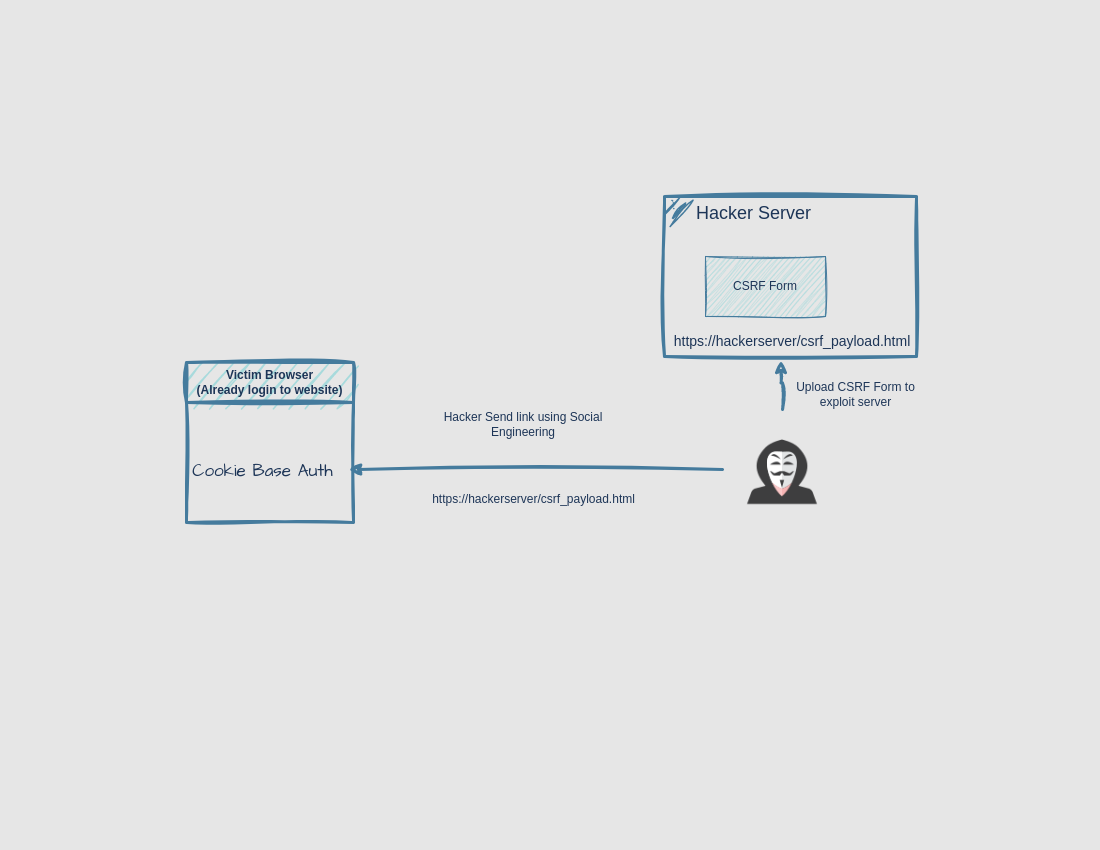 Hacker Server
CSRF Form
https://hackerserver/csrf_payload.html
Upload CSRF Form to
exploit server
Victim Browser
(Already login to website)
Cookie Base Auth
Hacker Send link using Social
Engineering
https://hackerserver/csrf_payload.html